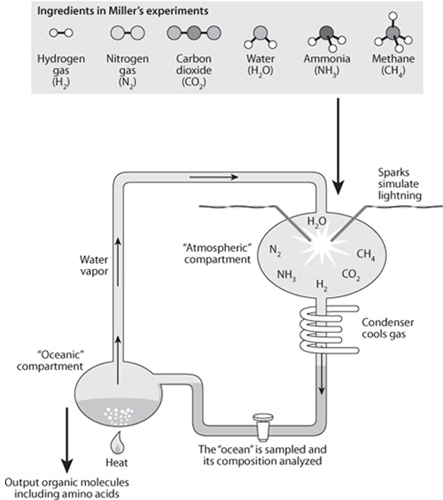 Ingredients in Miller's experiments
Hydrogen
gas
(H₂)
Nitrogen
gas
(N₂)
Carbon
dioxide
(CO₂)
Water
(H₂O)
Ammonia
(NH₃)
Methane
(CH₄)
Sparks
simulate
lightning
H₂O
"Atmospheric"
compartment
N₂
CH₄
NH₃
CO₂
H₂
Water
vapor
Condenser
cools gas
"Oceanic"
compartment
Heat
The "ocean" is sampled and
its composition analyzed
Output organic molecules
including amino acids